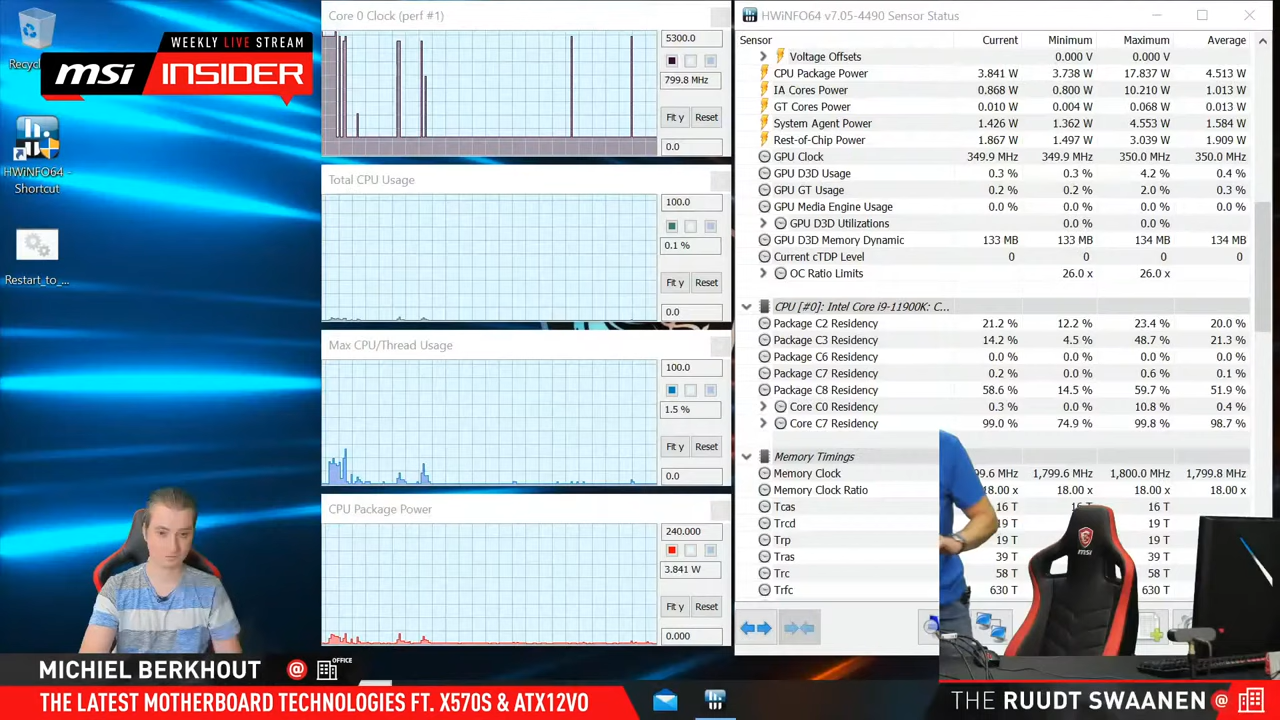 Recyc
WEEKLY LIVE STREAM
msi INSIDER
HWiNFO64 -
Shortcut
Restart_to_...
Core 0 Clock (perf #1)
5300.0
799.8 MHz
Fit y Reset
0.0
Total CPU Usage
100.0
0.1 %
Fit y Reset
0.0
Max CPU/Thread Usage
100.0
1.5 %
Fit y Reset
0.0
CPU Package Power
240.000
3.841 W
Fit y Reset
0.000
HWiNFO64 v7.05-4490 Sensor Status
Sensor Current Minimum Maximum Average
Voltage Offsets 0.000 V 0.000 V
CPU Package Power 3.841 W 3.738 W 17.837 W 4.513 W
IA Cores Power 0.868 W 0.800 W 10.210 W 1.013 W
GT Cores Power 0.010 W 0.004 W 0.068 W 0.013 W
System Agent Power 1.426 W 1.362 W 4.553 W 1.584 W
Rest-of-Chip Power 1.867 W 1.497 W 3.039 W 1.909 W
GPU Clock 349.9 MHz 349.9 MHz 350.0 MHz 350.0 MHz
GPU D3D Usage 0.3 % 0.3 % 4.2 % 0.4 %
GPU GT Usage 0.2 % 0.2 % 2.0 % 0.3 %
GPU Media Engine Usage 0.0 % 0.0 % 0.0 % 0.0 %
GPU D3D Utilizations 0.0 % 0.0 %
GPU D3D Memory Dynamic 133 MB 133 MB 134 MB 134 MB
Current cTDP Level 0 0 0 0
OC Ratio Limits 26.0 x 26.0 x
CPU [#0]: Intel Core i9-11900K: C...
Package C2 Residency 21.2 % 12.2 % 23.4 % 20.0 %
Package C3 Residency 14.2 % 4.5 % 48.7 % 21.3 %
Package C6 Residency 0.0 % 0.0 % 0.0 % 0.0 %
Package C7 Residency 0.2 % 0.0 % 0.6 % 0.1 %
Package C8 Residency 58.6 % 14.5 % 59.7 % 51.9 %
Core C0 Residency 0.3 % 0.0 % 10.8 % 0.4 %
Core C7 Residency 99.0 % 74.9 % 99.8 % 98.7 %
Memory Timings
Memory Clock 99.6 MHz 1,799.6 MHz 1,800.0 MHz 1,799.8 MHz
Memory Clock Ratio 18.00 x 18.00 x 18.00 x 18.00 x
Tcas 16 T 16 T
Trcd 19 T 19 T
Trp 19 T 19 T
Tras 39 T 39 T
Trc 58 T 58 T
Trfc 630 T 630 T
msi
MICHIEL BERKHOUT @ OFFICE
THE LATEST MOTHERBOARD TECHNOLOGIES FT. X570S & ATX12VO
THE RUUDT SWAANEN @